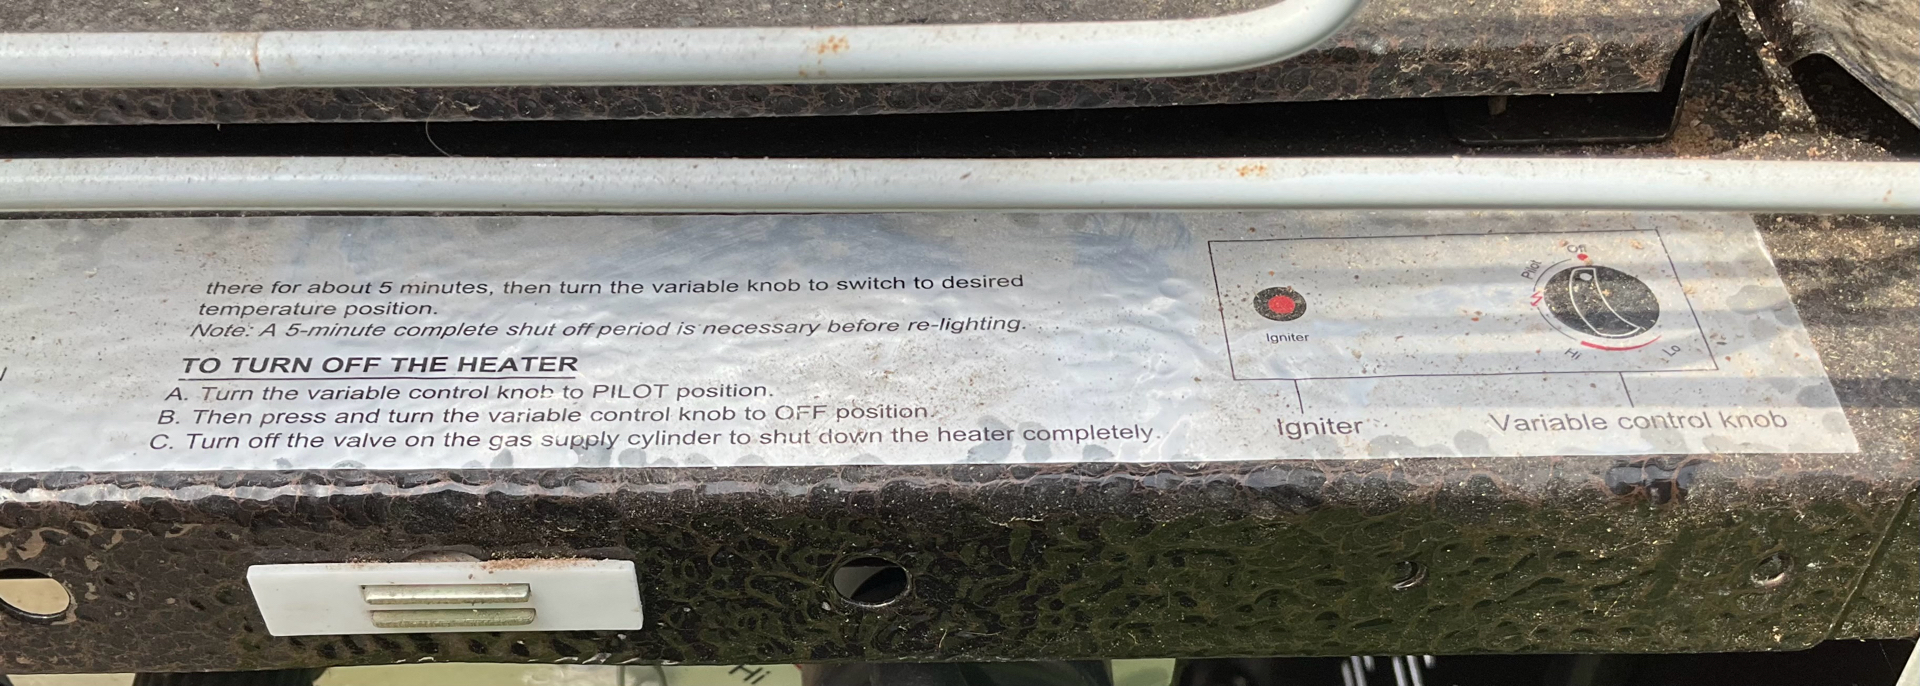 there for about 5 minutes, then turn the variable knob to switch to desired
temperature position.
Note: A 5-minute complete shut off period is necessary before re-lighting.
TO TURN OFF THE HEATER
A. Turn the variable control knob to PILOT position.
B. Then press and turn the variable control knob to OFF position.
C. Turn off the valve on the gas supply cylinder to shut down the heater completely.
Off
Pilot
Igniter
Hi
Lo
Igniter
Variable control knob
Hi